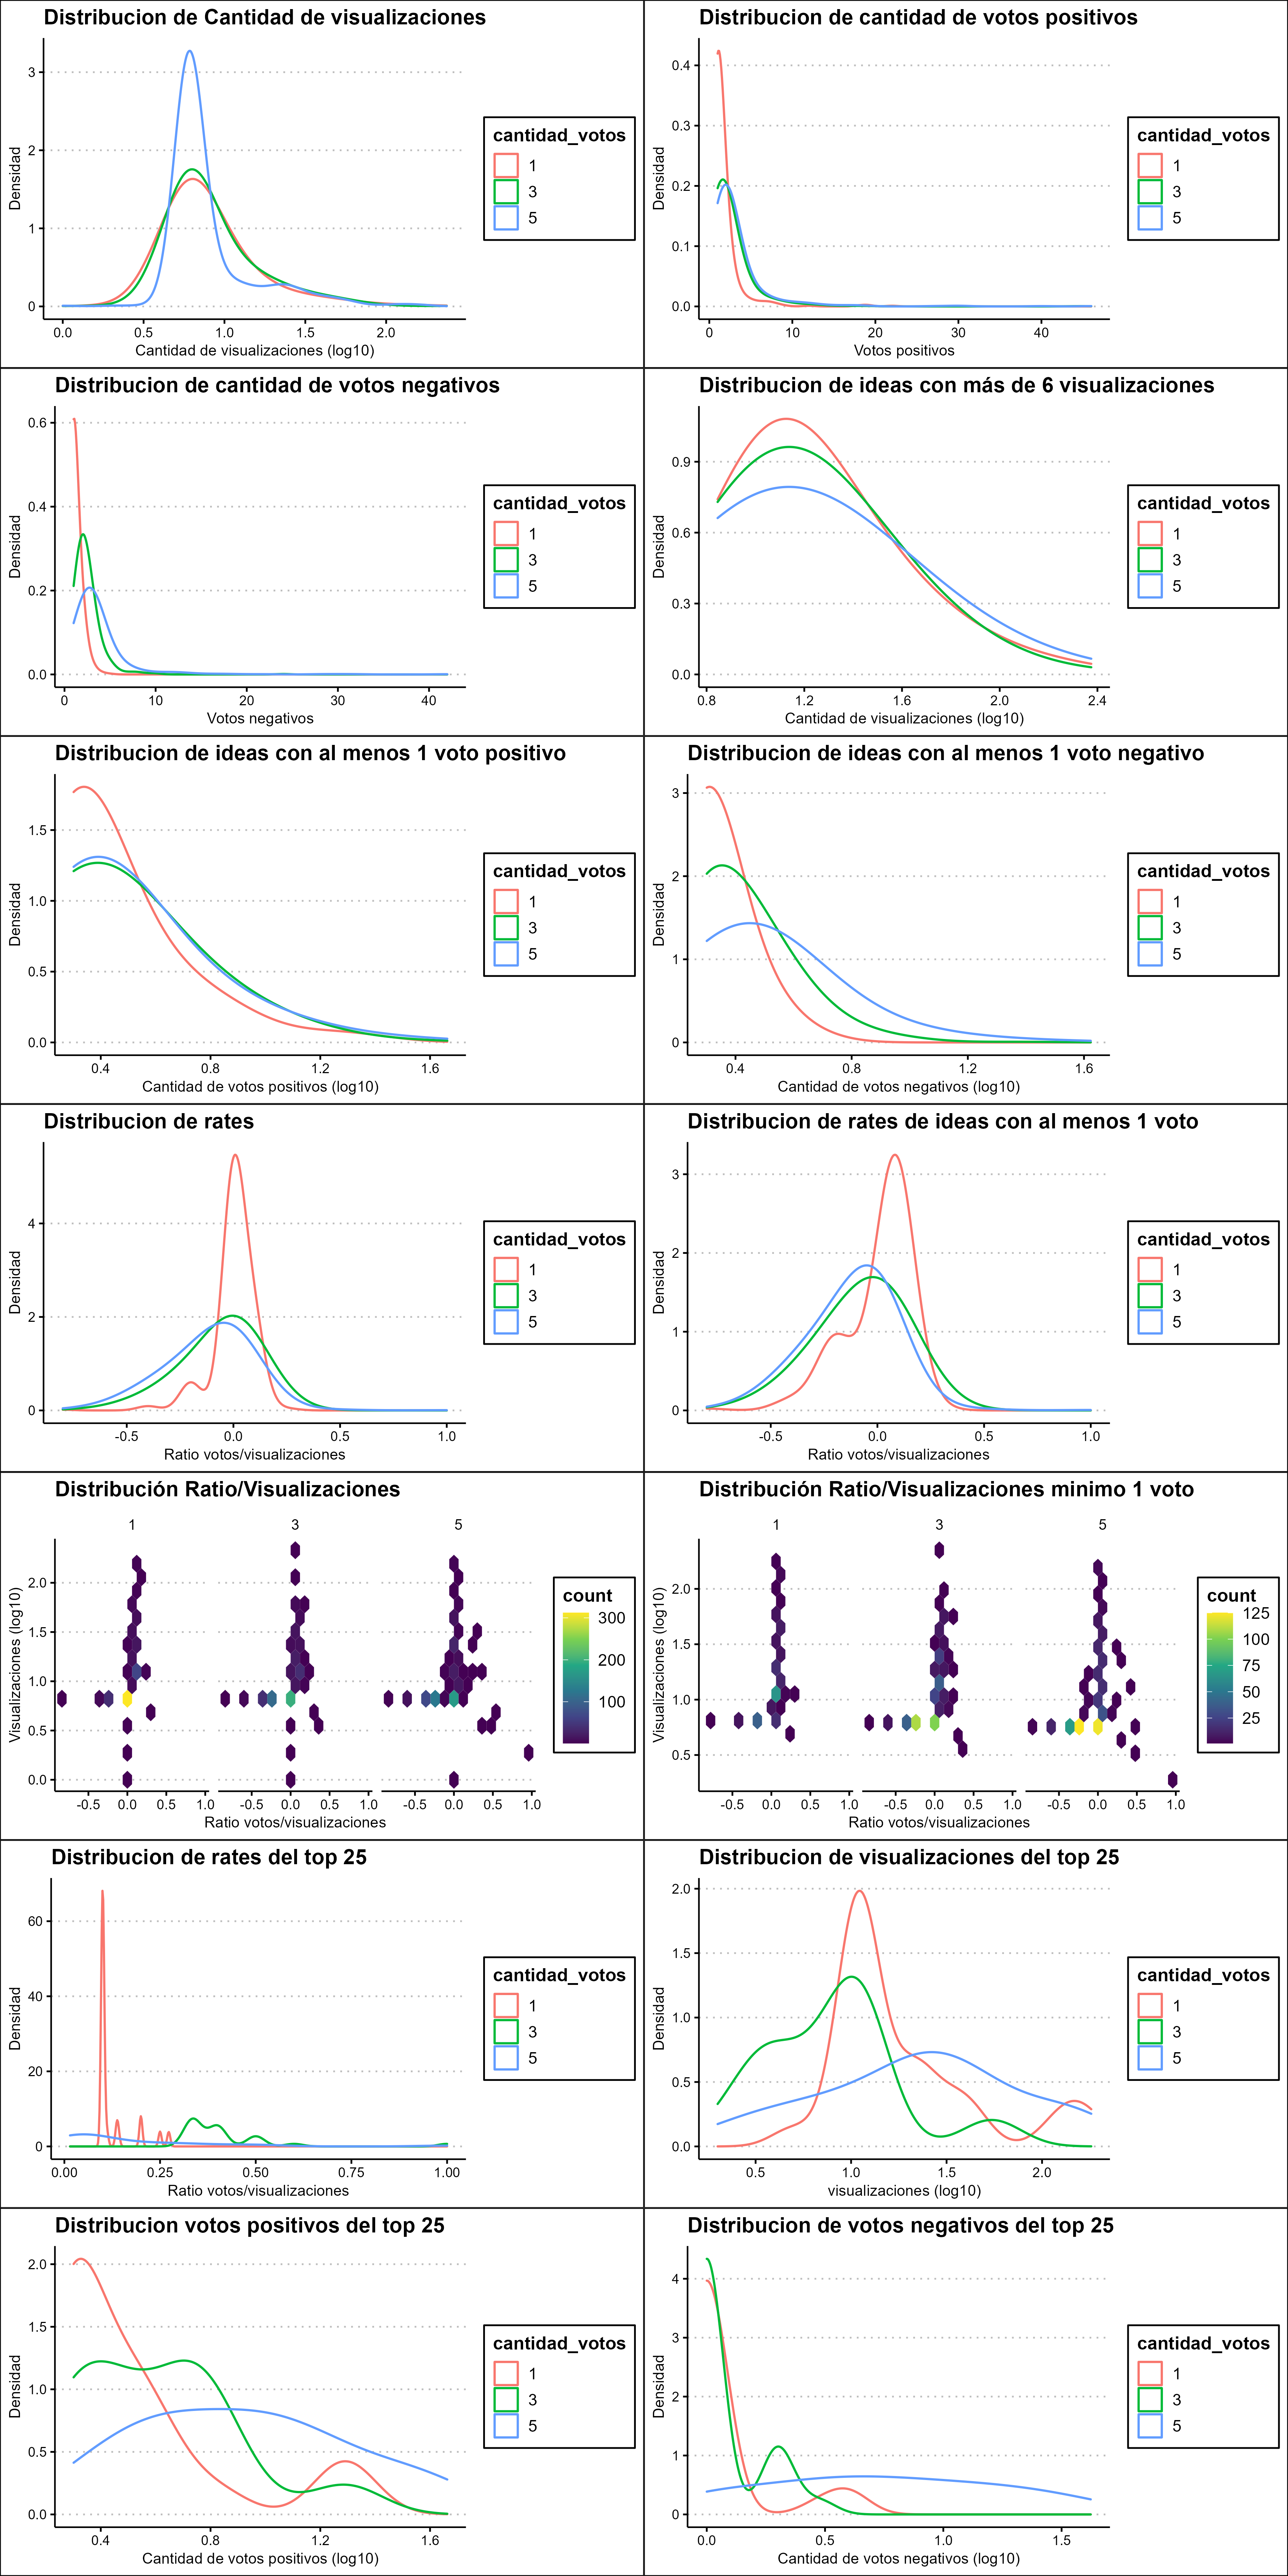 Distribucion de Cantidad de visualizaciones
3
2
1
0
Densidad
0.0 0.5 1.0 1.5 2.0
Cantidad de visualizaciones (log10)
cantidad_votos
1
3
5
Distribucion de cantidad de votos positivos
0.4
0.3
0.2
0.1
0.0
Densidad
0 10 20 30 40
Votos positivos
cantidad_votos
1
3
5
Distribucion de cantidad de votos negativos
0.6
0.4
0.2
0.0
Densidad
0 10 20 30 40
Votos negativos
cantidad_votos
1
3
5
Distribucion de ideas con más de 6 visualizaciones
0.9
0.6
0.3
0.0
Densidad
0.8 1.2 1.6 2.0 2.4
Cantidad de visualizaciones (log10)
cantidad_votos
1
3
5
Distribucion de ideas con al menos 1 voto positivo
1.5
1.0
0.5
0.0
Densidad
0.4 0.8 1.2 1.6
Cantidad de votos positivos (log10)
cantidad_votos
1
3
5
Distribucion de ideas con al menos 1 voto negativo
3
2
1
0
Densidad
0.4 0.8 1.2 1.6
Cantidad de votos negativos (log10)
cantidad_votos
1
3
5
Distribucion de rates
4
2
0
Densidad
-0.5 0.0 0.5 1.0
Ratio votos/visualizaciones
cantidad_votos
1
3
5
Distribucion de rates de ideas con al menos 1 voto
3
2
1
0
Densidad
-0.5 0.0 0.5 1.0
Ratio votos/visualizaciones
cantidad_votos
1
3
5
Distribución Ratio/Visualizaciones
1 3 5
2.0
1.5
1.0
0.5
0.0
Visualizaciones (log10)
-0.5 0.0 0.5 1.0 -0.5 0.0 0.5 1.0 -0.5 0.0 0.5 1.0
Ratio votos/visualizaciones
count
300
200
100
Distribución Ratio/Visualizaciones minimo 1 voto
1 3 5
2.0
1.5
1.0
0.5
Visualizaciones (log10)
-0.5 0.0 0.5 1.0 -0.5 0.0 0.5 1.0 -0.5 0.0 0.5 1.0
Ratio votos/visualizaciones
count
125
100
75
50
25
Distribucion de rates del top 25
60
40
20
0
Densidad
0.00 0.25 0.50 0.75 1.00
Ratio votos/visualizaciones
cantidad_votos
1
3
5
Distribucion de visualizaciones del top 25
2.0
1.5
1.0
0.5
0.0
Densidad
0.5 1.0 1.5 2.0
visualizaciones (log10)
cantidad_votos
1
3
5
Distribucion votos positivos del top 25
2.0
1.5
1.0
0.5
0.0
Densidad
0.4 0.8 1.2 1.6
Cantidad de votos positivos (log10)
cantidad_votos
1
3
5
Distribucion de votos negativos del top 25
4
3
2
1
0
Densidad
0.0 0.5 1.0 1.5
Cantidad de votos negativos (log10)
cantidad_votos
1
3
5